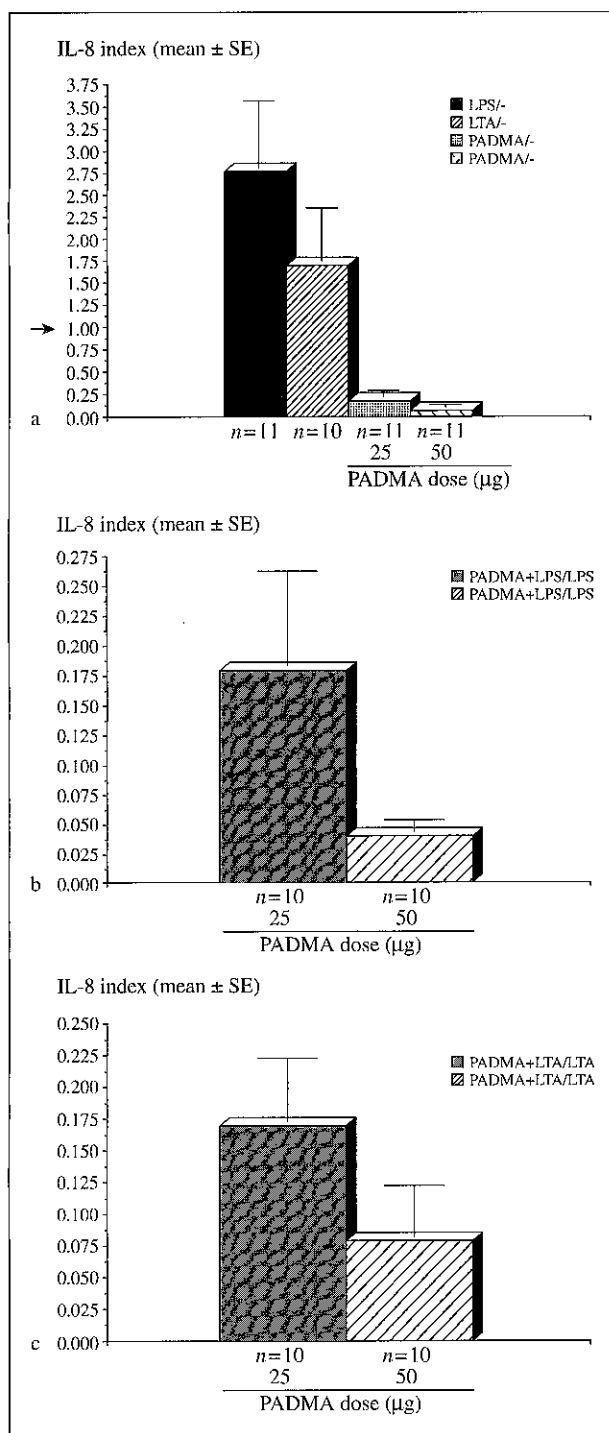 IL-8 index (mean ± SE)
3.75
3.50
3.25
3.00
2.75
2.50
2.25
2.00
1.75
1.50
1.25
→ 1.00
0.75
0.50
0.25
0.00
LPS/-
LTA/-
PADMA/-
PADMA/-
a
n=11 n=10 n=11 n=11
25 50
PADMA dose (µg)
IL-8 index (mean ± SE)
0.275
0.250
0.225
0.200
0.175
0.150
0.125
0.100
0.075
0.050
0.025
0.000
PADMA+LPS/LPS
PADMA+LPS/LPS
b
n=10 n=10
25 50
PADMA dose (µg)
IL-8 index (mean ± SE)
0.250
0.225
0.200
0.175
0.150
0.125
0.100
0.075
0.050
0.025
0.000
PADMA+LTA/LTA
PADMA+LTA/LTA
c
n=10 n=10
25 50
PADMA dose (µg)